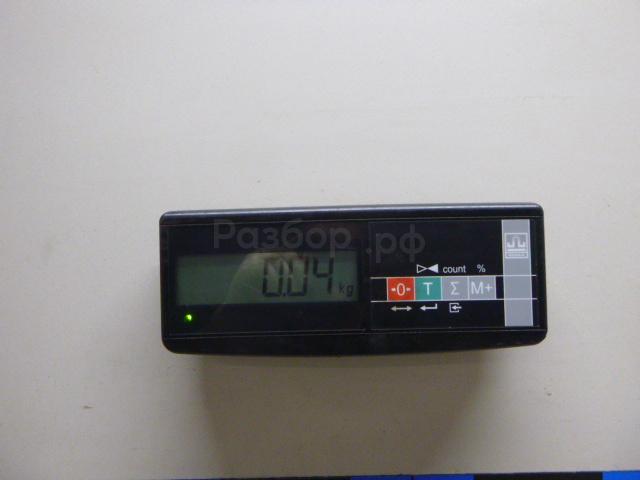 Разбор.рф
0.04 kg
count %
→0← T Σ M+